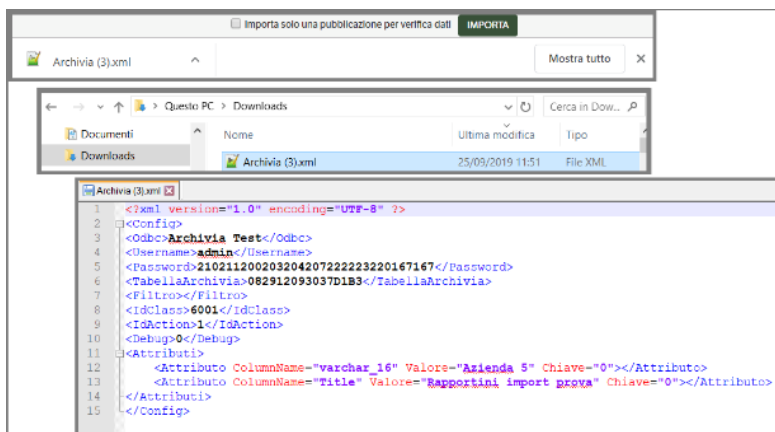 Importa solo una pubblicazione per verifica dati IMPORTA
Archivia (3).xml Mostra tutto
Questo PC > Downloads Cerca in Dow...
Documenti Nome Ultima modifica Tipo
Downloads Archivia (3).xml 25/09/2019 11:51 File XML
Archivia (3).xml
1 <?xml version="1.0" encoding="UTF-8" ?>
2 <Config>
3 <Odbc>Archivia Test</Odbc>
4 <Username>admin</Username>
5 <Password>210211200203204207222223220167167</Password>
6 <TabellaArchivia>082912093037D1B3</TabellaArchivia>
7 <Filtro></Filtro>
8 <IdClass>6001</IdClass>
9 <IdAction>1</IdAction>
10 <Debug>0</Debug>
11 <Attributi>
12 <Attributo ColumnName="varchar_16" Valore="Azienda 5" Chiave="0"></Attributo>
13 <Attributo ColumnName="Title" Valore="Rapportini import prova" Chiave="0"></Attributo>
14 </Attributi>
15 </Config>